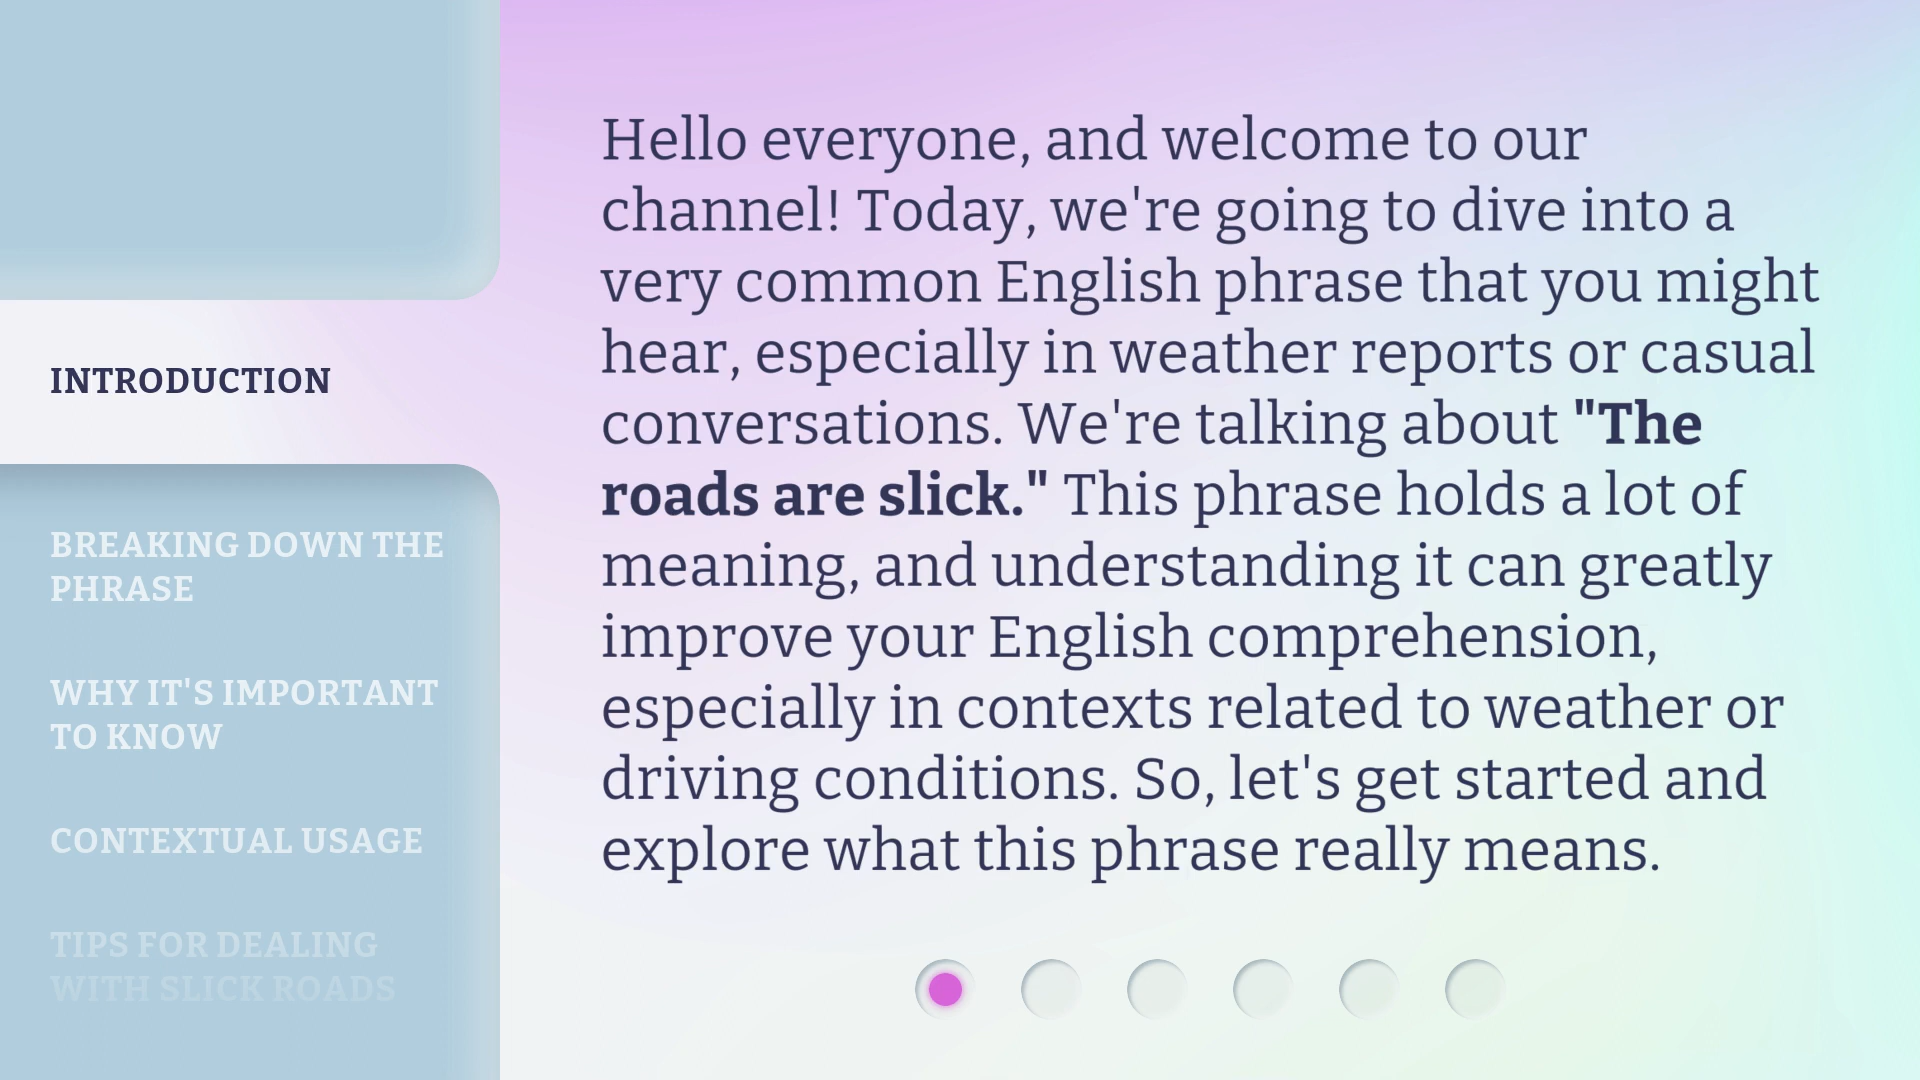 INTRODUCTION
BREAKING DOWN THE
PHRASE
WHY IT'S IMPORTANT
TO KNOW
CONTEXTUAL USAGE
TIPS FOR DEALING
WITH SLICK ROADS
Hello everyone, and welcome to our
channel! Today, we're going to dive into a
very common English phrase that you might
hear, especially in weather reports or casual
conversations. We're talking about "The
roads are slick." This phrase holds a lot of
meaning, and understanding it can greatly
improve your English comprehension,
especially in contexts related to weather or
driving conditions. So, let's get started and
explore what this phrase really means.